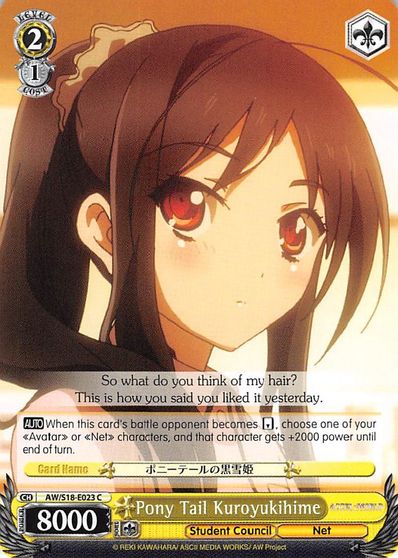 LEVEL
2
1
COST
So what do you think of my hair?
This is how you said you liked it yesterday.
AUTO When this card's battle opponent becomes [▼], choose one of your
«Avatar» or «Net» characters, and that character gets +2000 power until
end of turn.
Card Name ポニーテールの黒雪姫
CH AW/S18-E023 C
Pony Tail Kuroyukihime
POWER 8000 SOUL
Student Council Net
© REKI KAWAHARA/ ASCII MEDIA WORKS/ AW Project